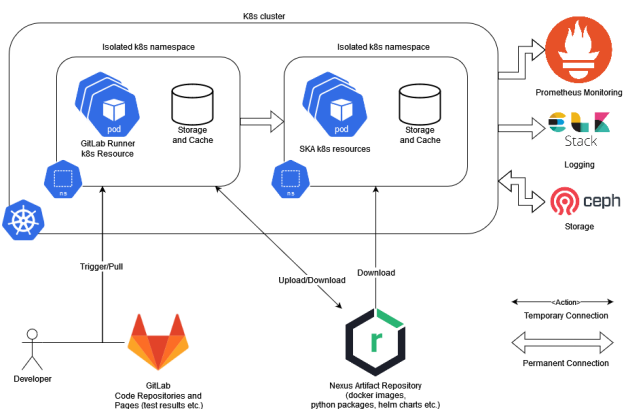 K8s cluster
Isolated k8s namespace
Isolated k8s namespace
pod
GitLab Runner
k8s Resource
Storage
and Cache
pod
SKA k8s resources
Storage
and Cache
ns
ns
Prometheus Monitoring
Stack
Logging
ceph
Storage
Trigger/Pull
Upload/Download
Download
<Action>
Temporary Connection
Permanent Connection
Developer
GitLab
Code Repositories and
Pages (test results etc.)
r
Nexus Artifact Repository
(docker images,
python packages, helm charts etc.)